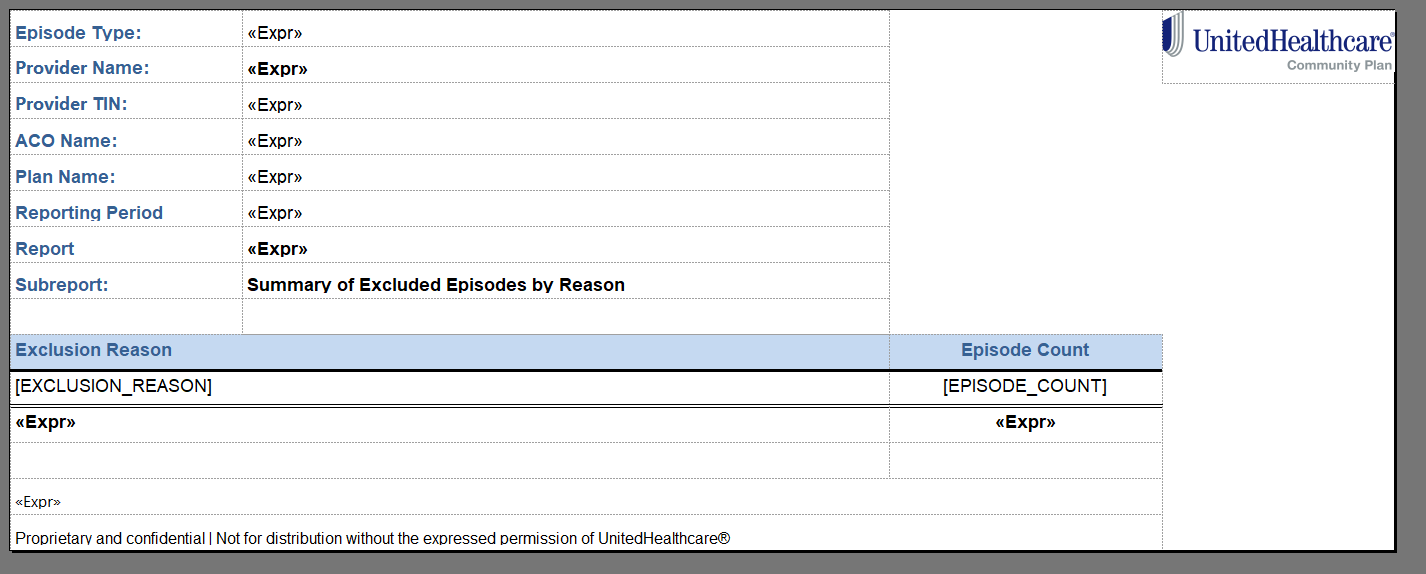 Episode Type: «Expr»
UnitedHealthcare®
Community Plan
Provider Name: «Expr»
Provider TIN: «Expr»
ACO Name: «Expr»
Plan Name: «Expr»
Reporting Period «Expr»
Report «Expr»
Subreport: Summary of Excluded Episodes by Reason
Exclusion Reason Episode Count
[EXCLUSION_REASON] [EPISODE_COUNT]
«Expr» «Expr»
«Expr»
Proprietary and confidential | Not for distribution without the expressed permission of UnitedHealthcare®